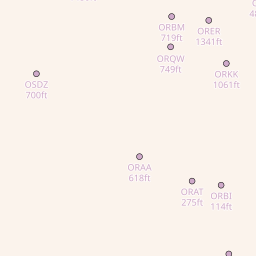 ORBM
719ft
ORER
1341ft
ORQW
749ft
ORKK
1061ft
OSDZ
700ft
ORAA
618ft
ORAT
275ft
ORBI
114ft